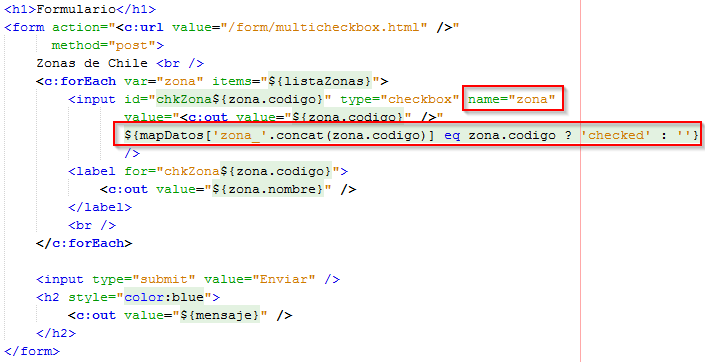 <h1>Formulario</h1>
<form action="<c:url value="/form/multicheckbox.html" />"
method="post">
Zonas de Chile <br />
<c:forEach var="zona" items="${listaZonas}">
<input id="chkZona${zona.codigo}" type="checkbox" name="zona"
value="<c:out value="${zona.codigo}" />"
${mapDatos['zona_'.concat(zona.codigo)] eq zona.codigo ? 'checked' : ''}
/>
<label for="chkZona${zona.codigo}">
<c:out value="${zona.nombre}" />
</label>
<br />
</c:forEach>
<input type="submit" value="Enviar" />
<h2 style="color:blue">
<c:out value="${mensaje}" />
</h2>
</form>